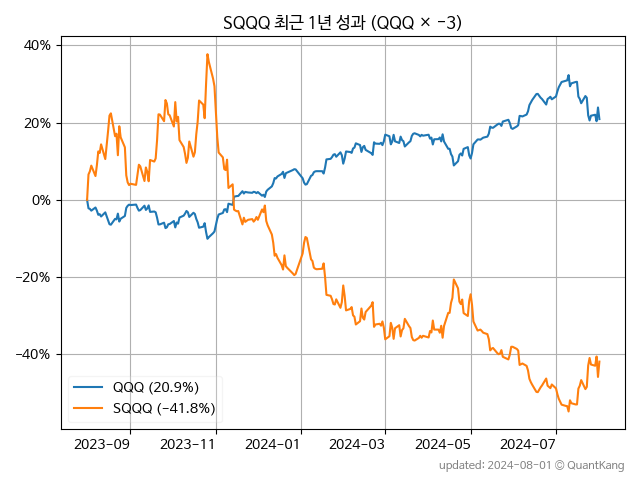 SQQQ 최근 1년 성과 (QQQ × −3)
40%
20%
0%
−20%
−40%
QQQ (20.9%)
SQQQ (−41.8%)
2023−09 2023−11 2024−01 2024−03 2024−05 2024−07
updated: 2024-08-01 © QuantKang